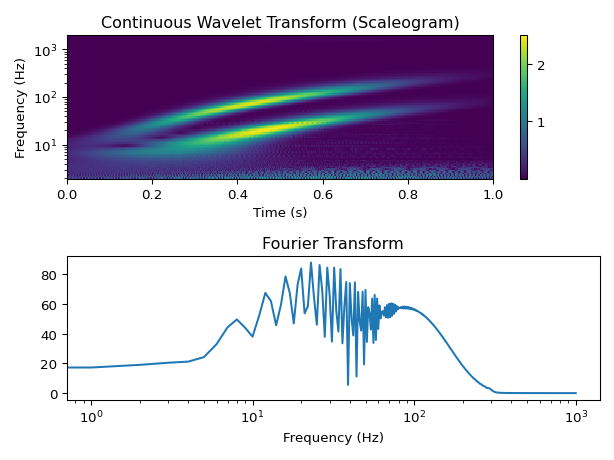 Continuous Wavelet Transform (Scaleogram)
Frequency (Hz)
10³
10²
10¹
0.0 0.2 0.4 0.6 0.8 1.0
Time (s)
2
1
Fourier Transform
80
60
40
20
0
10⁰ 10¹ 10² 10³
Frequency (Hz)